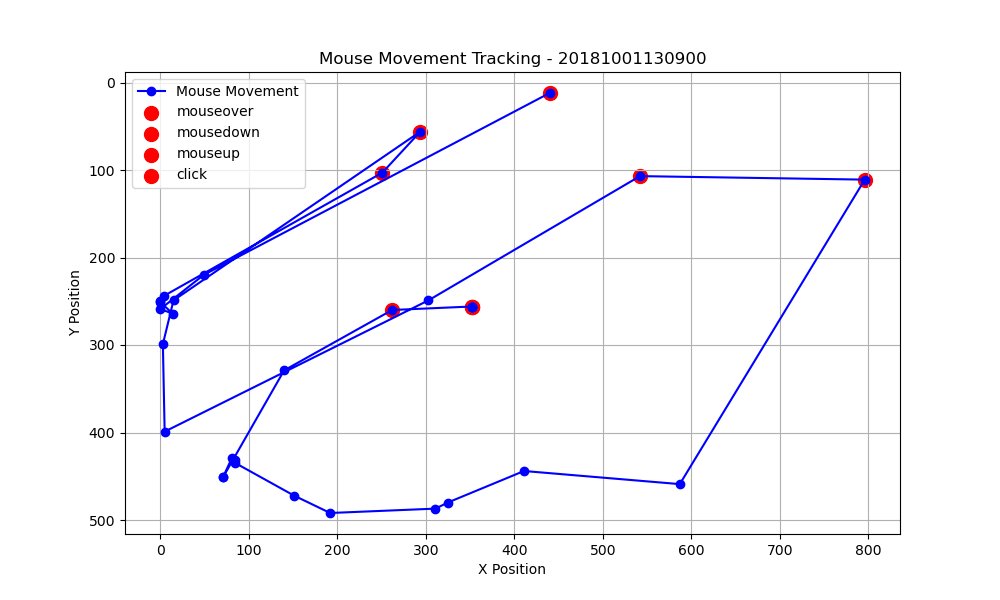 Mouse Movement Tracking - 20181001130900
Mouse Movement
mouseover
mousedown
mouseup
click
Y Position
0
100
200
300
400
500
0 100 200 300 400 500 600 700 800
X Position